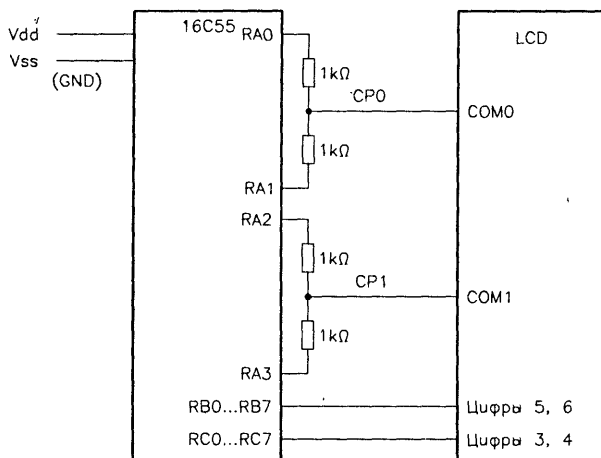 16C55
LCD
Vdd
Vss
(GND)
RA0
1kΩ
CP0
COM0
1kΩ
RA1
RA2
1kΩ
CP1
COM1
1kΩ
RA3
RB0...RB7
Цифры 5, 6
RC0...RC7
Цифры 3, 4